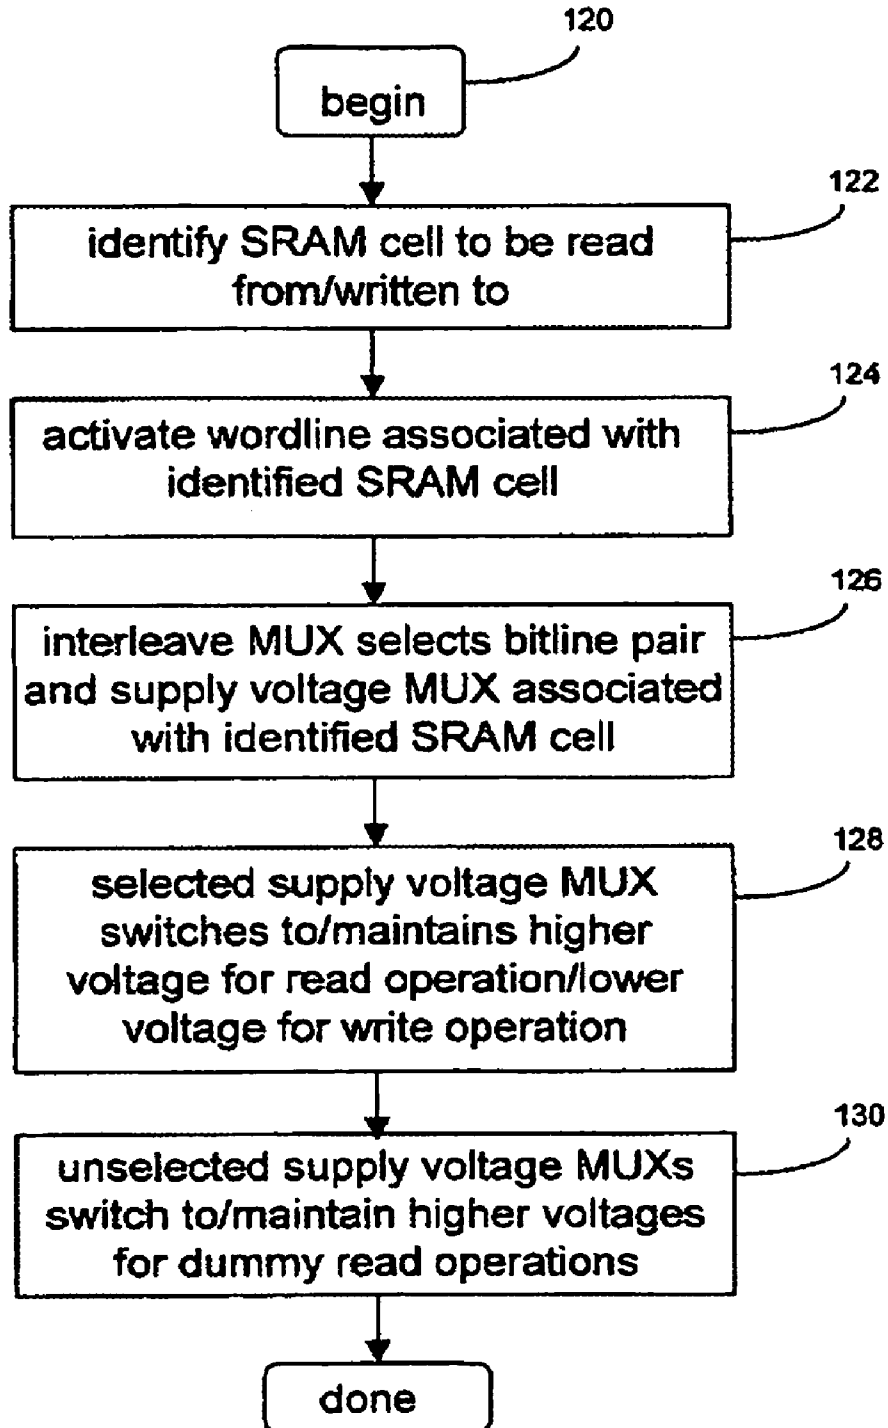 120
begin
122
identify SRAM cell to be read
from/written to
124
activate wordline associated with
identified SRAM cell
126
interleave MUX selects bitline pair
and supply voltage MUX associated
with identified SRAM cell
128
selected supply voltage MUX
switches to/maintains higher
voltage for read operation/lower
voltage for write operation
130
unselected supply voltage MUXs
switch to/maintain higher voltages
for dummy read operations
done